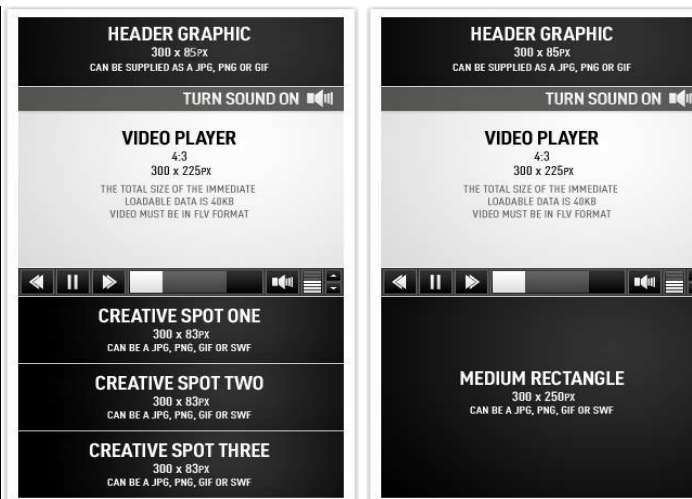 HEADER GRAPHIC
300 x 85PX
CAN BE SUPPLIED AS A JPG, PNG OR GIF
TURN SOUND ON
VIDEO PLAYER
4:3
300 x 225PX
THE TOTAL SIZE OF THE IMMEDIATE
LOADABLE DATA IS 40KB
VIDEO MUST BE IN FLV FORMAT
CREATIVE SPOT ONE
300 x 83PX
CAN BE A JPG, PNG, GIF OR SWF
CREATIVE SPOT TWO
300 x 83PX
CAN BE A JPG, PNG, GIF OR SWF
CREATIVE SPOT THREE
300 x 83PX
CAN BE A JPG, PNG, GIF OR SWF
HEADER GRAPHIC
300 x 85PX
CAN BE SUPPLIED AS A JPG, PNG OR GIF
TURN SOUND ON
VIDEO PLAYER
4:3
300 x 225PX
THE TOTAL SIZE OF THE IMMEDIATE
LOADABLE DATA IS 40KB
VIDEO MUST BE IN FLV FORMAT
MEDIUM RECTANGLE
300 x 250PX
CAN BE A JPG, PNG, GIF OR SWF